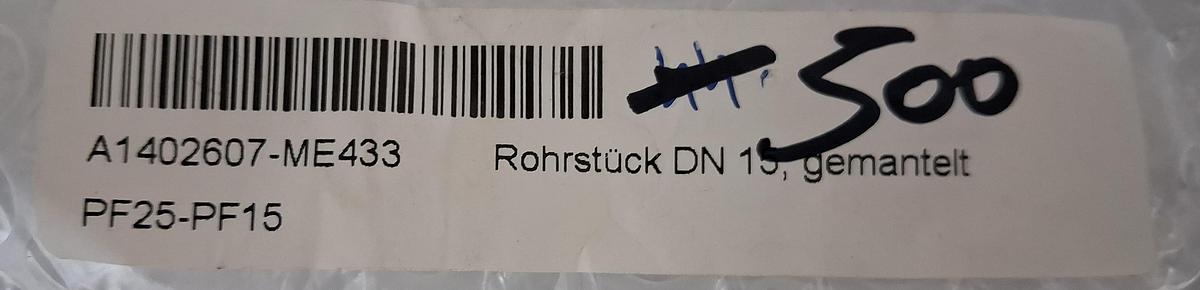 500
A1402607-ME433 Rohrstück DN 15, gemantelt
PF25-PF15